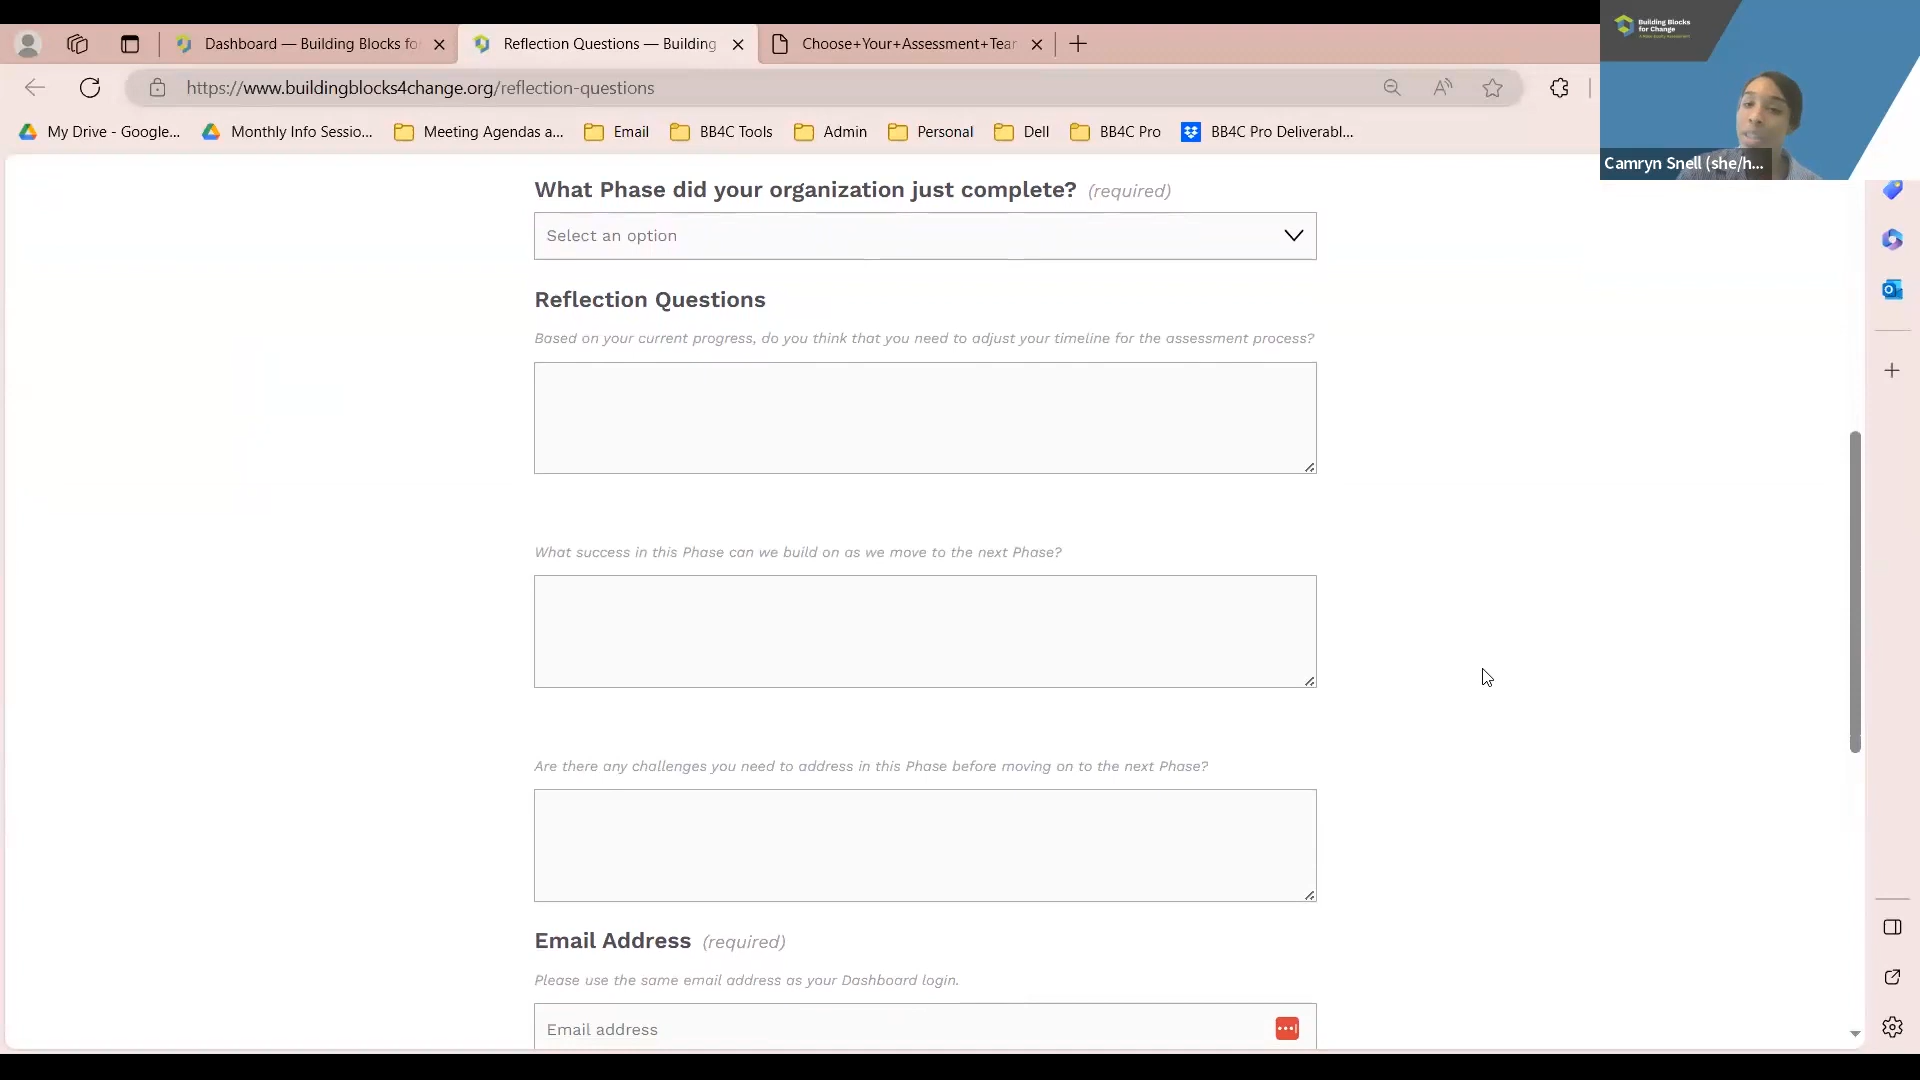 Dashboard — Building Blocks fo
Reflection Questions — Building
Choose+Your+Assessment+Tear
Building Blocks
for Change
https://www.buildingblocks4change.org/reflection-questions
My Drive - Google...
Monthly Info Sessio...
Meeting Agendas a...
Email
BB4C Tools
Admin
Personal
Dell
BB4C Pro
BB4C Pro Deliverabl...
Camryn Snell (she/h...
What Phase did your organization just complete? (required)
Select an option
Reflection Questions
Based on your current progress, do you think that you need to adjust your timeline for the assessment process?
What success in this Phase can we build on as we move to the next Phase?
Are there any challenges you need to address in this Phase before moving on to the next Phase?
Email Address (required)
Please use the same email address as your Dashboard login.
Email address